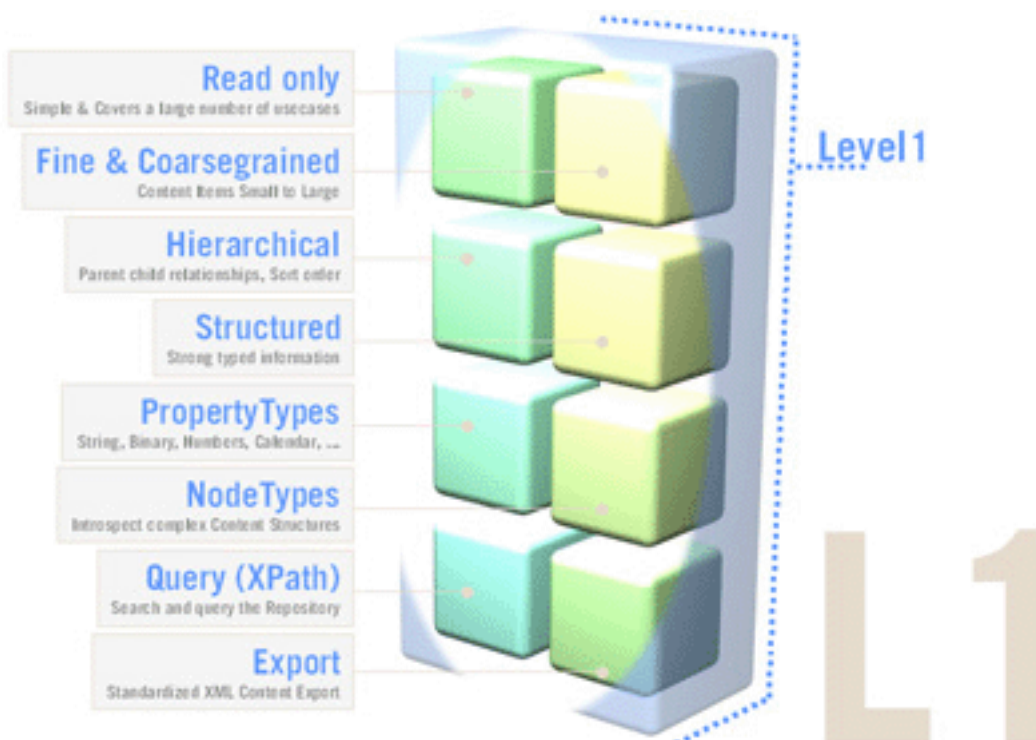 Read only
Simple & Covers a large number of usecases
Fine & Coarsegrained
Content Items Small to Large
Hierarchical
Parent child relationships, Sort order
Structured
Strong typed information
PropertyTypes
String, Binary, Numbers, Calendar, ...
NodeTypes
Introspect complex Content Structures
Query (XPath)
Search and query the Repository
Export
Standardized XML Content Export
Level1
L1